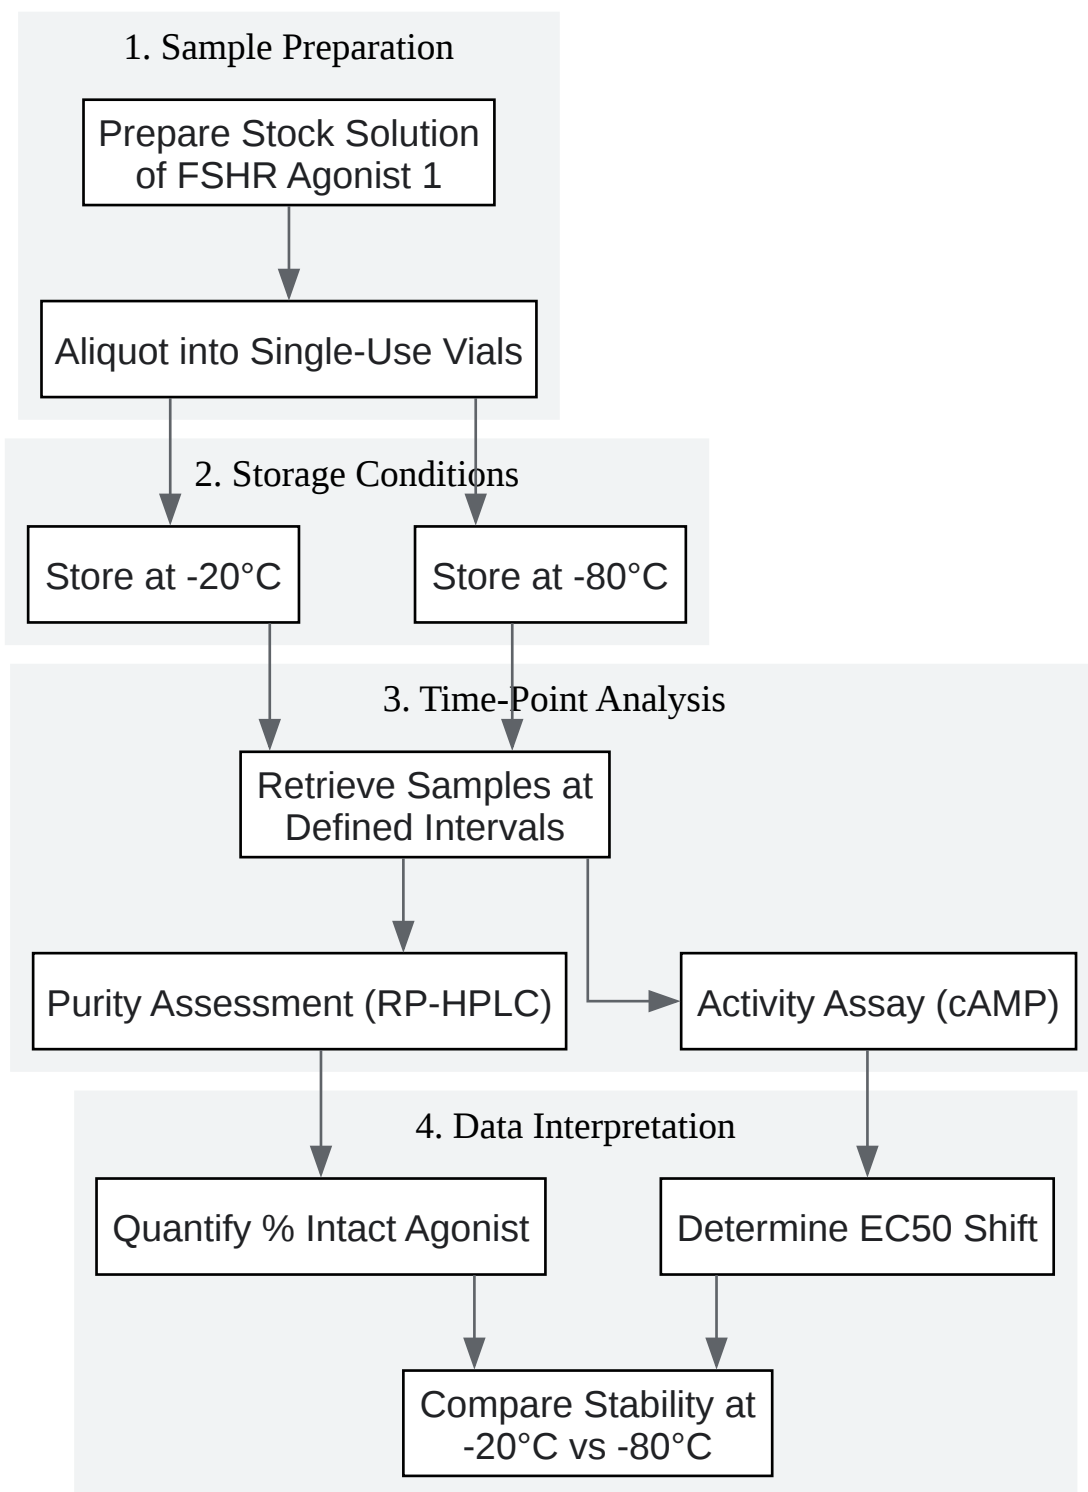 1. Sample Preparation
Prepare Stock Solution
of FSHR Agonist 1
Aliquot into Single-Use Vials
2. Storage Conditions
Store at -20°C
Store at -80°C
3. Time-Point Analysis
Retrieve Samples at
Defined Intervals
Purity Assessment (RP-HPLC)
Activity Assay (cAMP)
4. Data Interpretation
Quantify % Intact Agonist
Determine EC50 Shift
Compare Stability at
-20°C vs -80°C